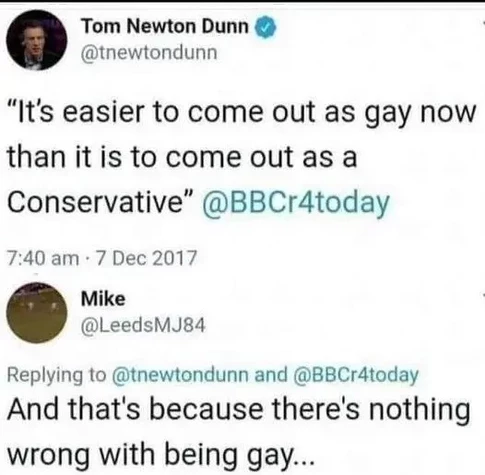 Tom Newton Dunn
@tnewtondunn
“It's easier to come out as gay now
than it is to come out as a
Conservative” @BBCr4today
7:40 am · 7 Dec 2017
Mike
@LeedsMJ84
Replying to @tnewtondunn and @BBCr4today
And that's because there's nothing
wrong with being gay...